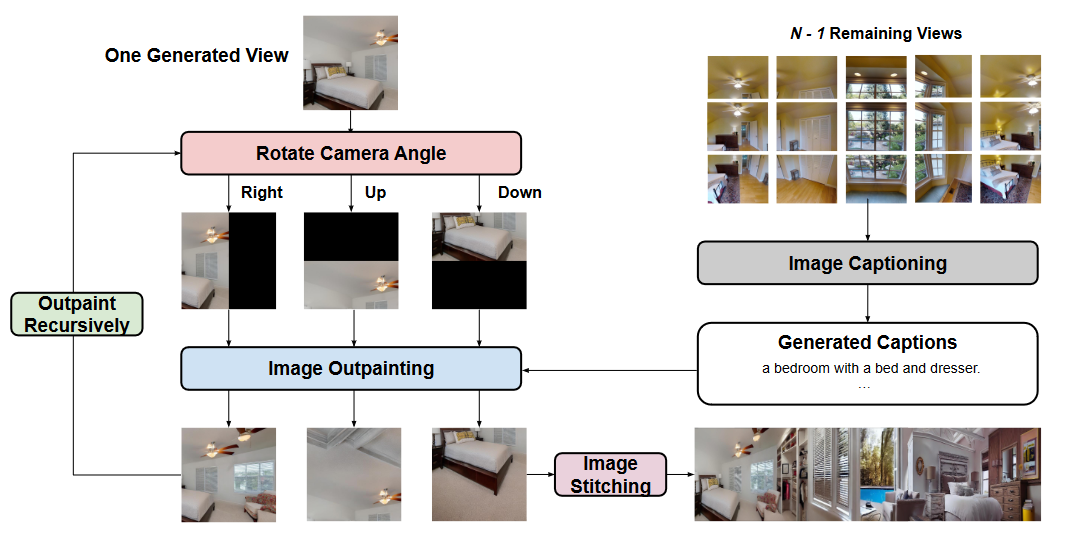 One Generated View
N - 1 Remaining Views
Rotate Camera Angle
Right
Up
Down
Image Captioning
Outpaint
Recursively
Generated Captions
a bedroom with a bed and dresser.
...
Image Outpainting
Image
Stitching